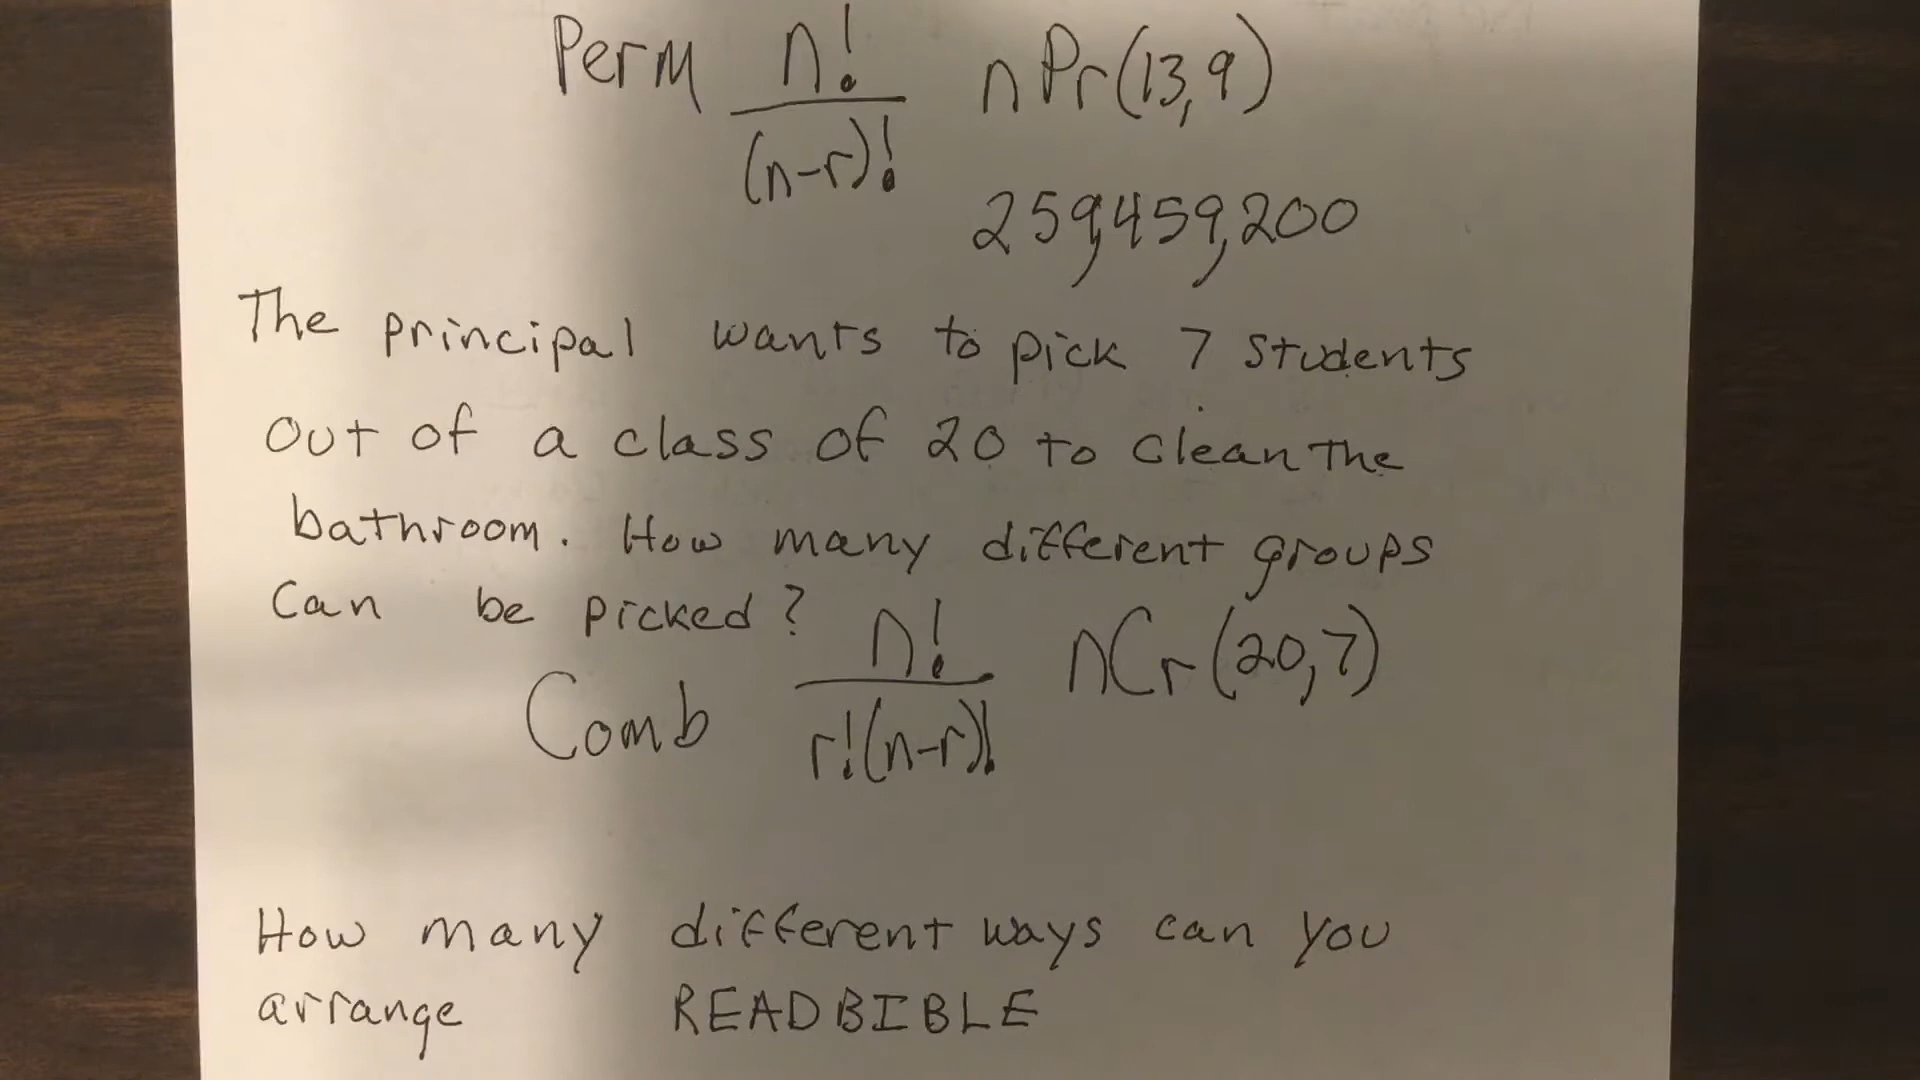 Perm n!/(n-r)! nPr(13,9)
259,459,200
The principal wants to pick 7 students
out of a class of 20 to clean the
bathroom. How many different groups
can be picked?
Comb n!/r!(n-r)! nCr(20,7)
How many different ways can you
arrange READBIBLE